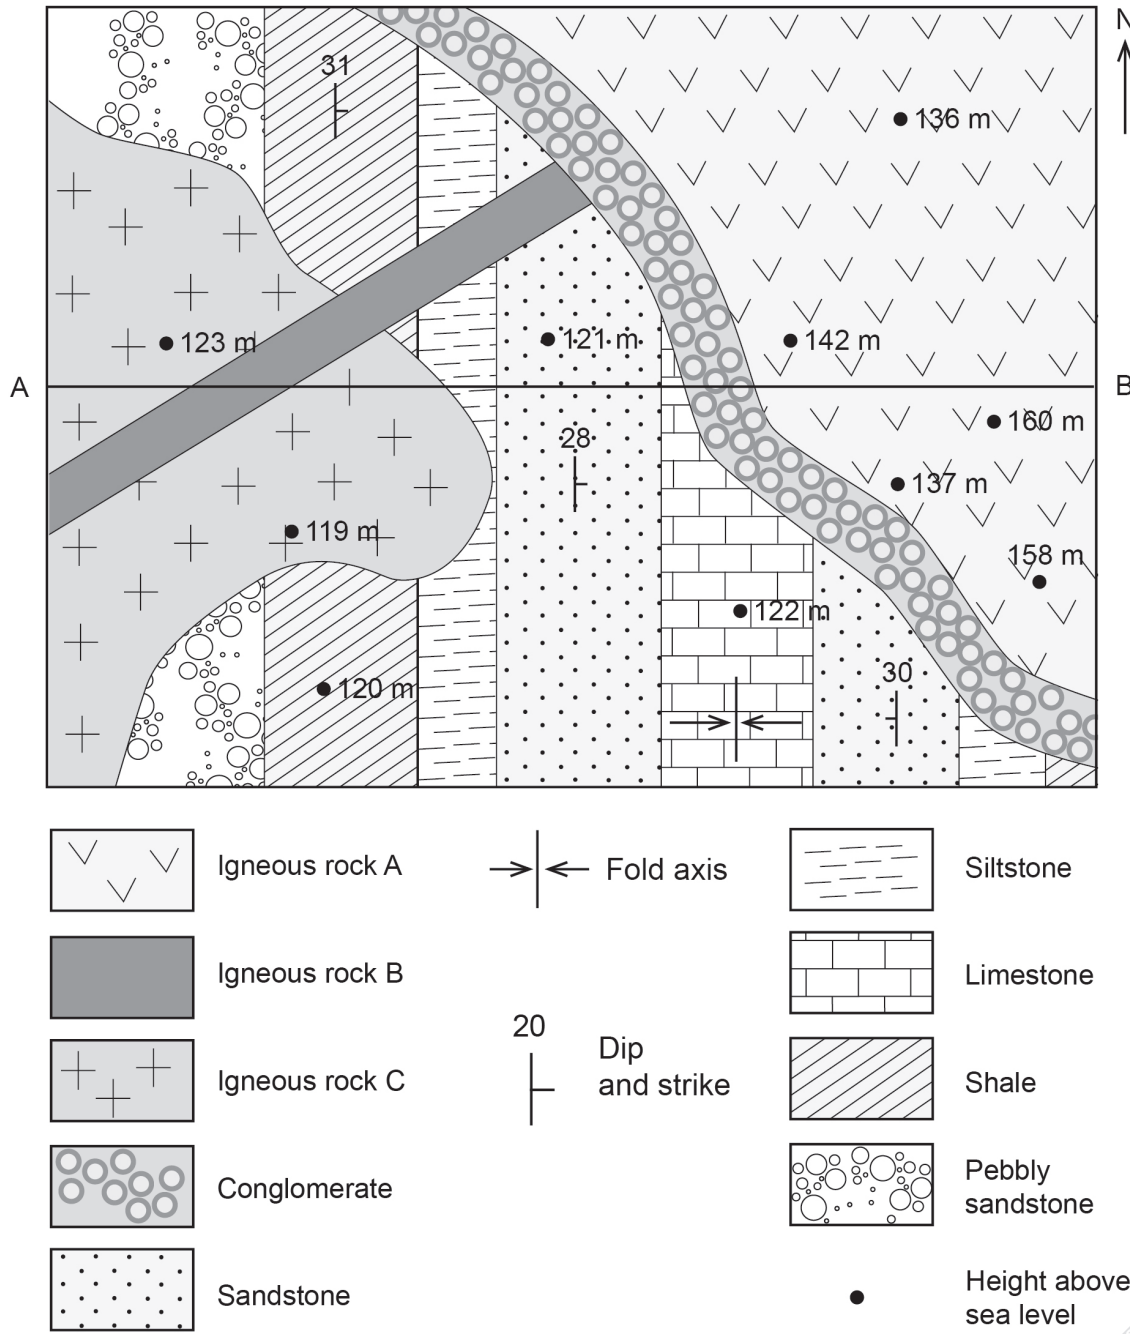 N
31
136 m
123 m
121 m
142 m
A
B
160 m
28
137 m
119 m
158 m
122 m
30
120 m
Igneous rock A
Fold axis
Siltstone
Igneous rock B
Limestone
20
Dip
and strike
Igneous rock C
Shale
Conglomerate
Pebbly
sandstone
Sandstone
Height above
sea level